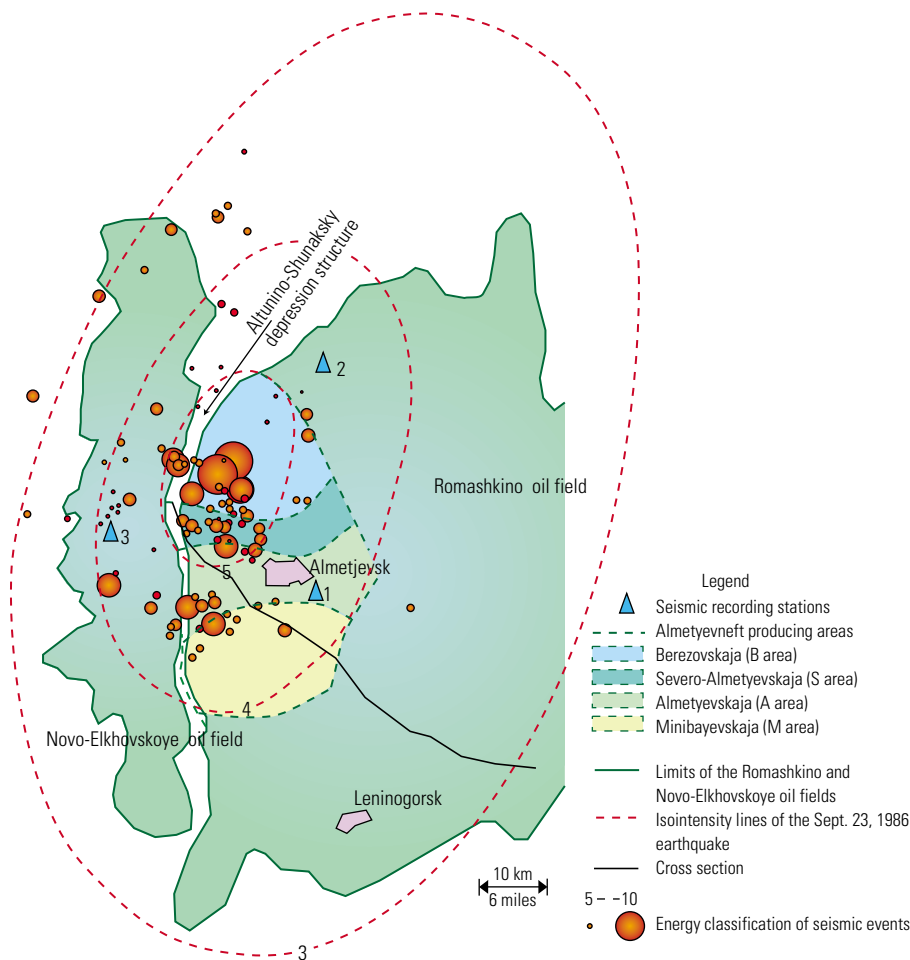 Altunino-Shunaksky
depression structure
2
Romashkino oil field
3
5
Almetjevsk
1
4
Novo-Elkhovskoye oil field
Leninogorsk
10 km
6 miles
3
Legend
Seismic recording stations
Almetyevneft producing areas
Berezovskaja (B area)
Severo-Almetyevskaja (S area)
Almetyevskaja (A area)
Minibayevskaja (M area)
Limits of the Romashkino and
Novo-Elkhovskoye oil fields
Isointensity lines of the Sept. 23, 1986
earthquake
Cross section
5 – –10
Energy classification of seismic events